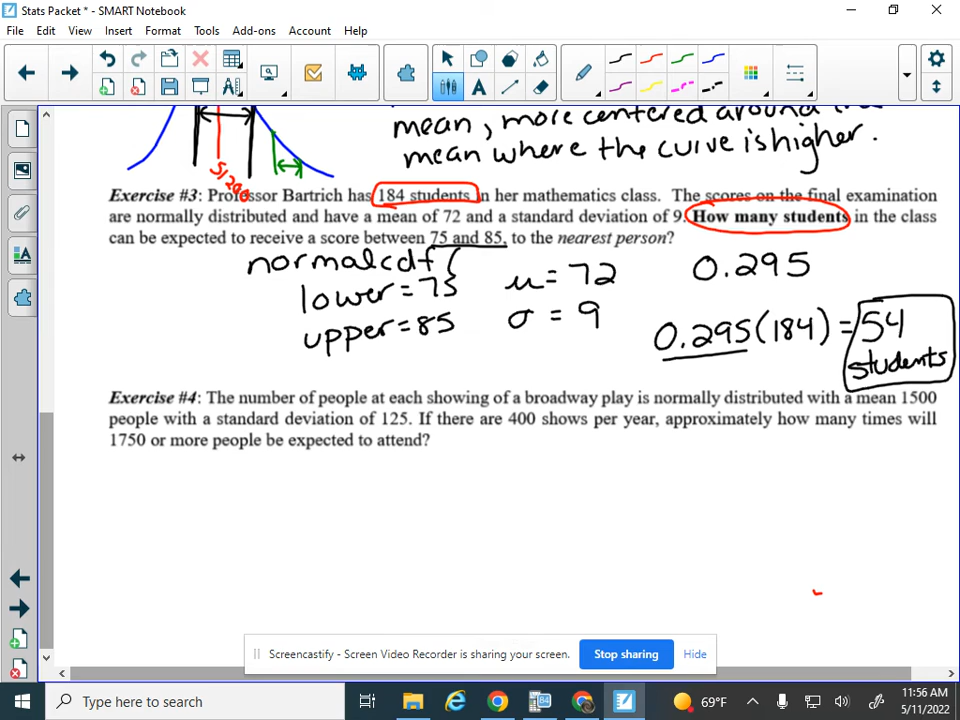 Stats Packet * - SMART Notebook
File Edit View Insert Format Tools Add-ons Account Help
mean, more centered around the
mean where the curve is higher.
51,200
Exercise #3: Professor Bartrich has 184 students in her mathematics class. The scores on the final examination
are normally distributed and have a mean of 72 and a standard deviation of 9. How many students in the class
can be expected to receive a score between 75 and 85, to the nearest person?
normalcdf(
lower = 75
upper = 85
μ = 72
σ = 9
0.295
0.295(184) = 54
students
Exercise #4: The number of people at each showing of a broadway play is normally distributed with a mean 1500
people with a standard deviation of 125. If there are 400 shows per year, approximately how many times will
1750 or more people be expected to attend?
Screencastify - Screen Video Recorder is sharing your screen. Stop sharing Hide
Type here to search
69°F
11:56 AM
5/11/2022